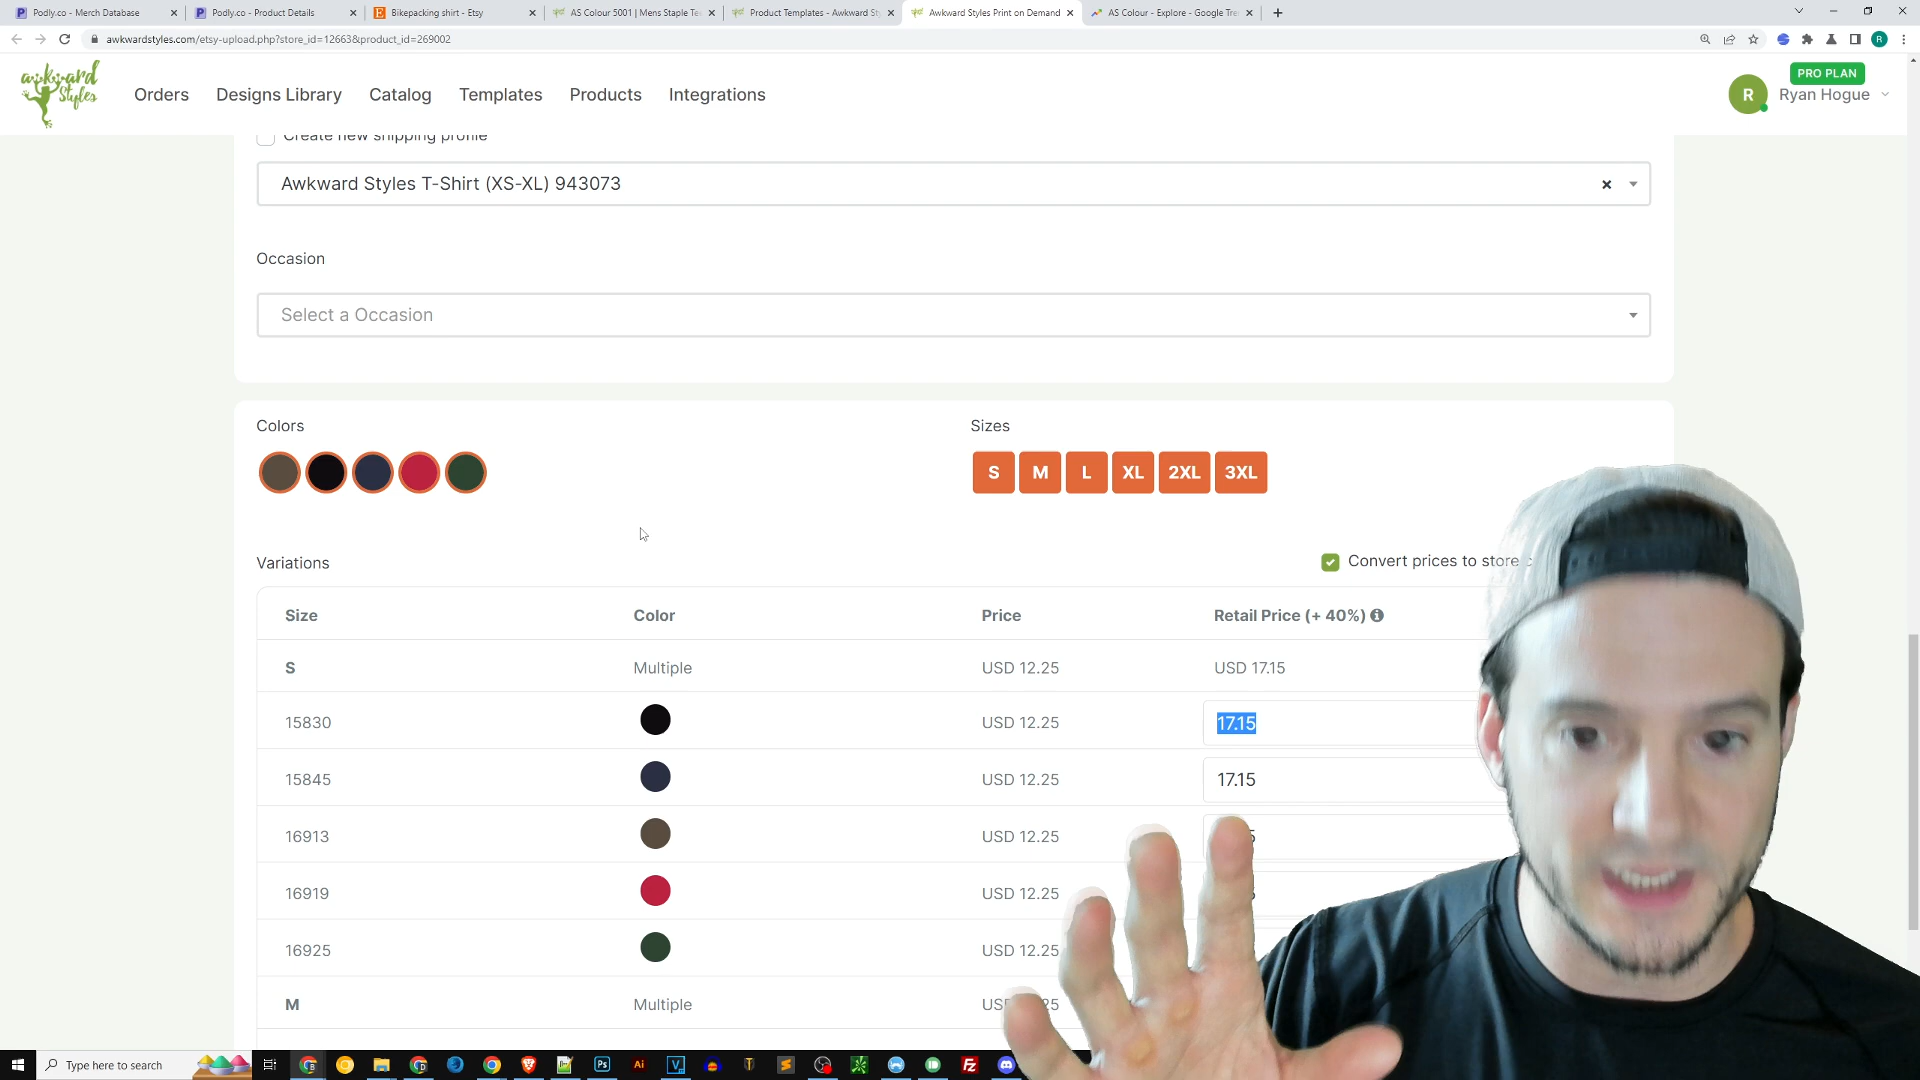 Podly.co - Merch Database
Podly.co - Product Details
Bikepacking shirt - Etsy
AS Colour 5001 | Mens Staple Te
Product Templates - Awkward St
Awkward Styles Print on Demand
AS Colour - Explore - Google Tre
awkwardstyles.com/etsy-upload.php?store_id=12663&product_id=269002
awkward Styles
Orders
Designs Library
Catalog
Templates
Products
Integrations
PRO PLAN
R
Ryan Hogue
Create new shipping profile
Awkward Styles T-Shirt (XS-XL) 943073
Occasion
Select a Occasion
Colors
Sizes
S M L XL 2XL 3XL
Variations
Convert prices to store
Size Color Price Retail Price (+ 40%)
S Multiple USD 12.25 USD 17.15
15830 USD 12.25 17.15
15845 USD 12.25 17.15
16913 USD 12.25
16919 USD 12.25
16925 USD 12.25
M Multiple
Type here to search